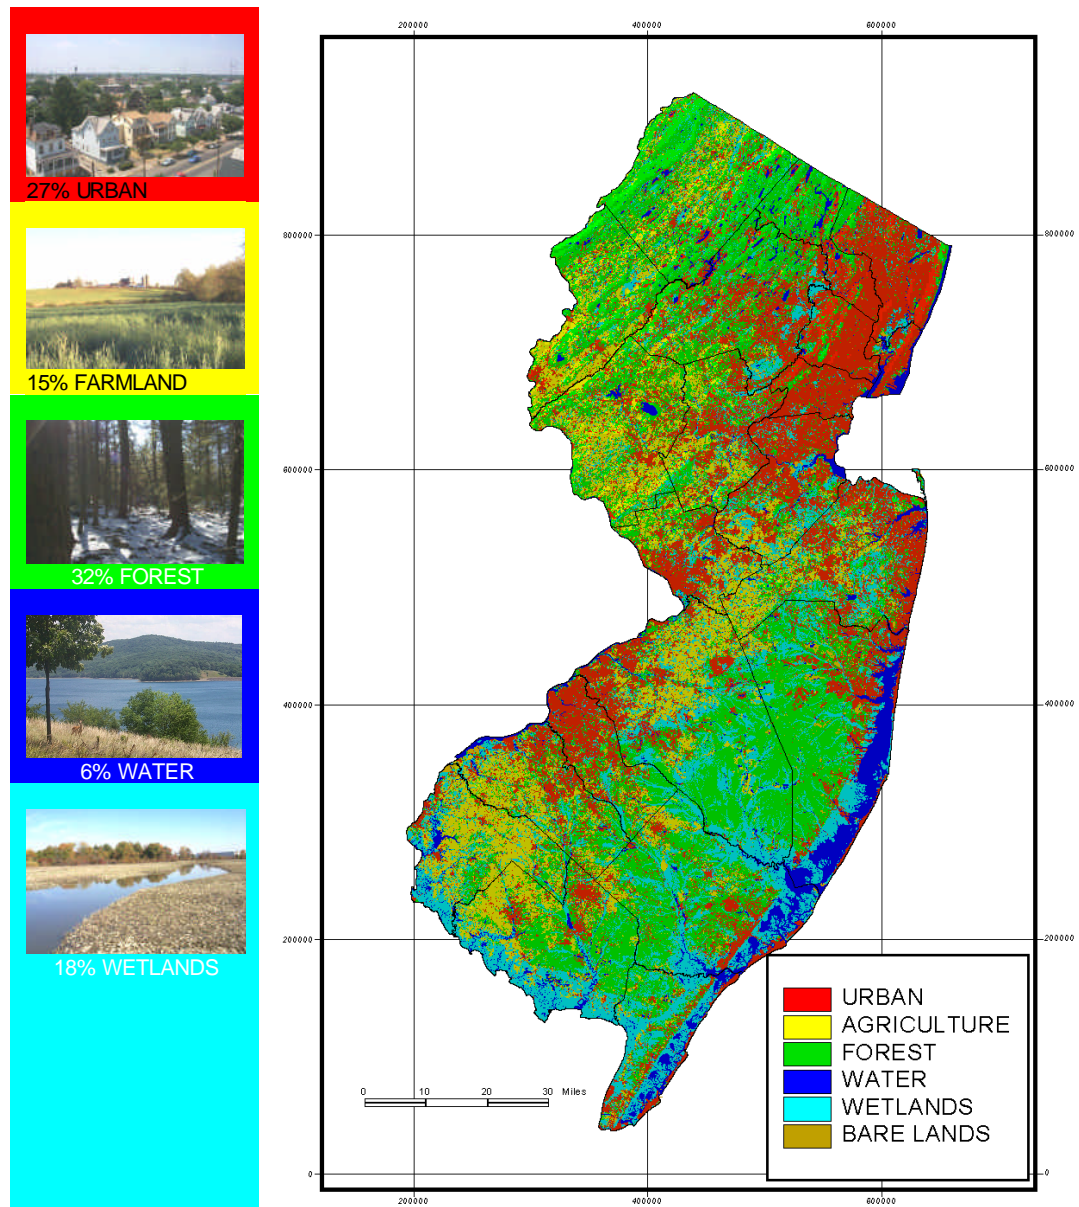 27% URBAN
15% FARMLAND
32% FOREST
6% WATER
18% WETLANDS
200000 400000 600000
800000 800000
600000 600000
400000 400000
200000 200000
0 0
0 10 20 30 Miles
URBAN
AGRICULTURE
FOREST
WATER
WETLANDS
BARE LANDS
200000 400000 600000